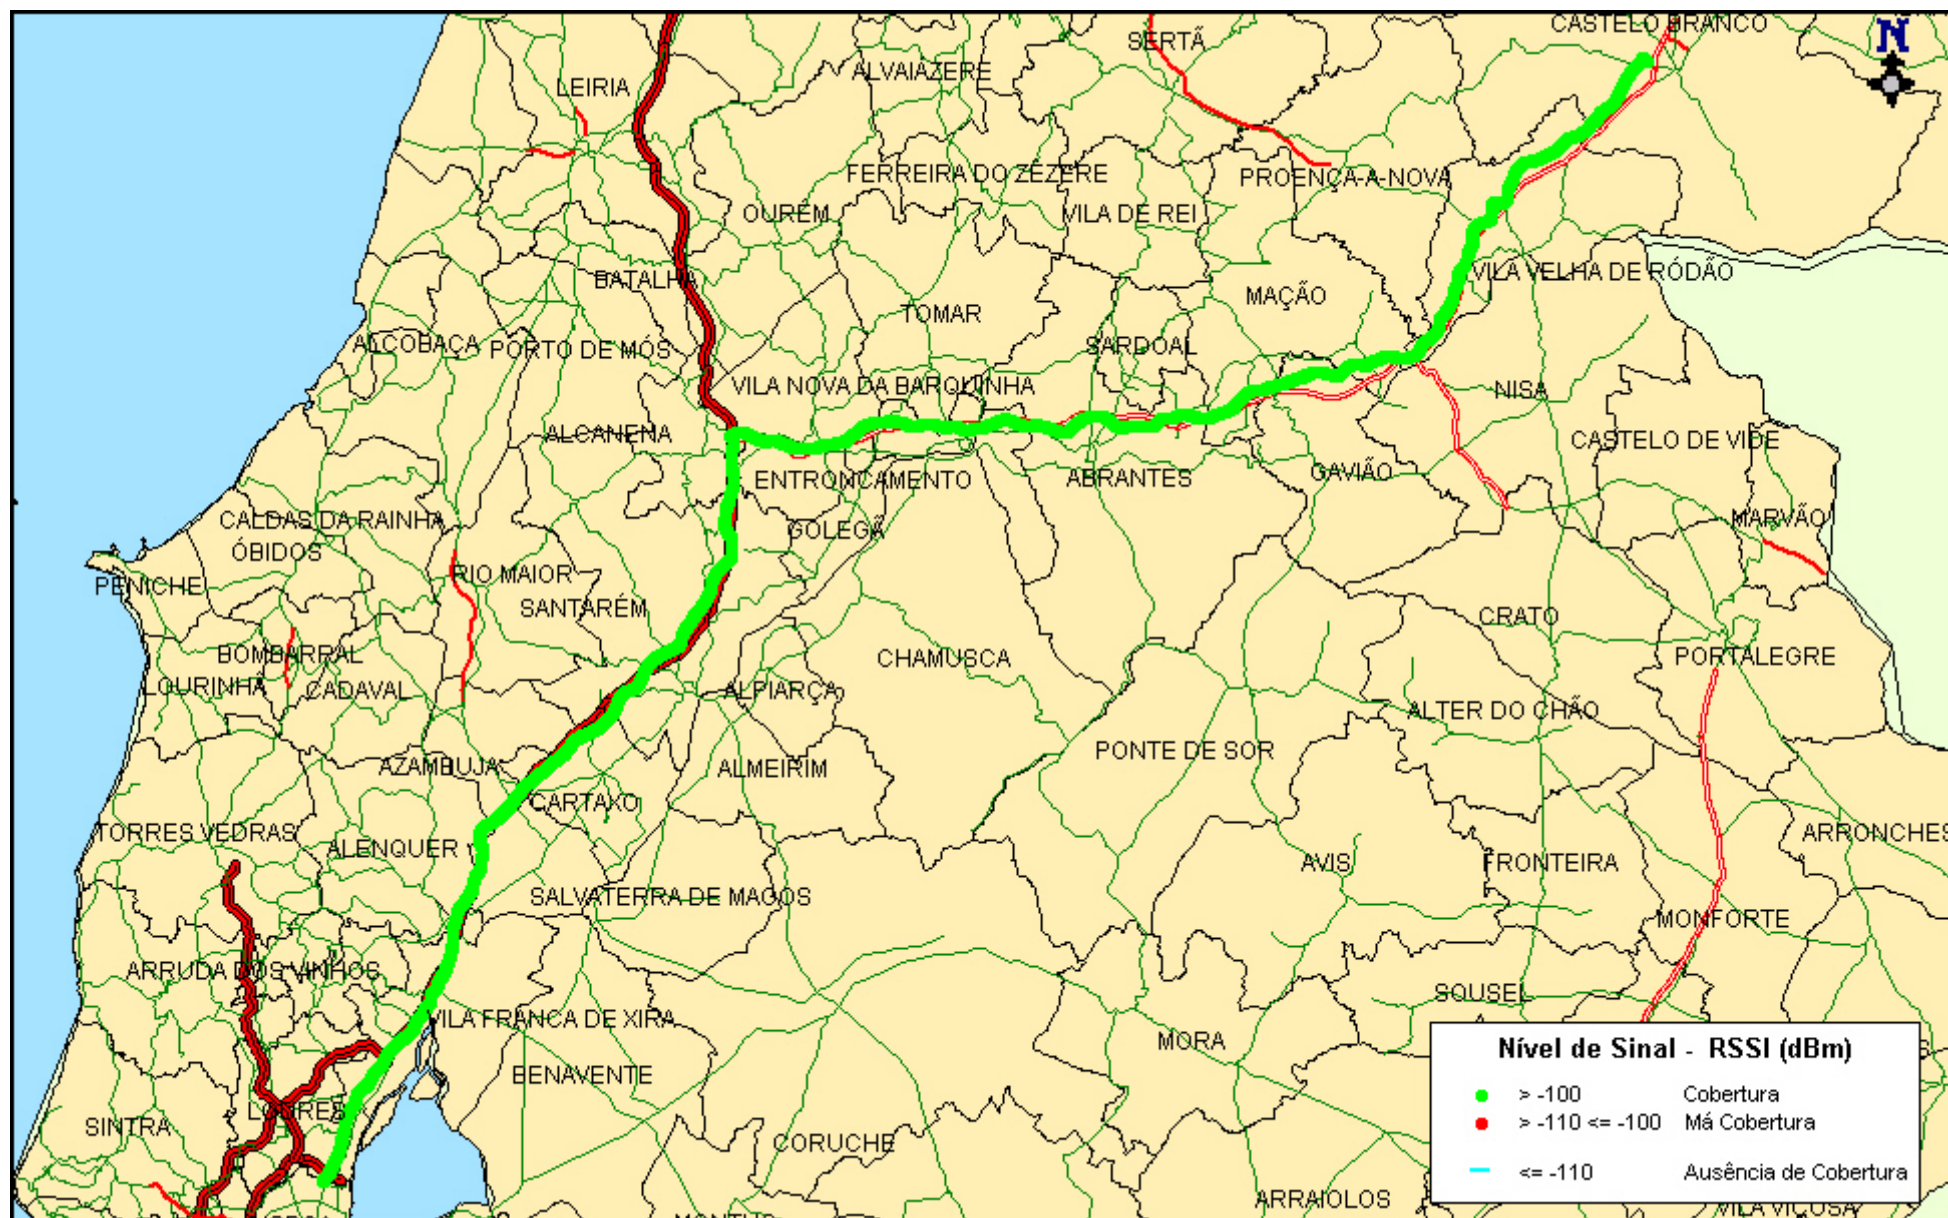 CASTELO BRANCO
N
SERTÃ
ALVAIÁZERE
LEIRIA
FERREIRA DO ZÊZERE
PROENÇA-A-NOVA
OURÉM
VILA DE REI
BATALHA
VILA VELHA DE RÓDÃO
MAÇÃO
TOMAR
ALCOBAÇA
PORTO DE MÓS
SARDOAL
VILA NOVA DA BARQUINHA
NISA
ALCANENA
CASTELO DE VIDE
ENTRONCAMENTO
ABRANTES
GAVIÃO
CALDAS DA RAINHA
GOLEGÃ
MARVÃO
ÓBIDOS
PENICHE
RIO MAIOR
SANTARÉM
CRATO
BOMBARRAL
CHAMUSCA
PORTALEGRE
LOURINHÃ
CADAVAL
ALPIARÇA
ALTER DO CHÃO
PONTE DE SOR
AZAMBUJA
ALMEIRIM
CARTAXO
TORRES VEDRAS
ALENQUER
ARRONCHES
AVIS
FRONTEIRA
SALVATERRA DE MAGOS
MONFORTE
ARRUDA DOS VINHOS
SOUSEL
VILA FRANCA DE XIRA
MORA
BENAVENTE
LOURES
SINTRA
CORUCHE
ARRAIOLOS
VILA VIÇOSA
Nível de Sinal - RSSI (dBm)
> -100 Cobertura
> -110 <= -100 Má Cobertura
<= -110 Ausência de Cobertura